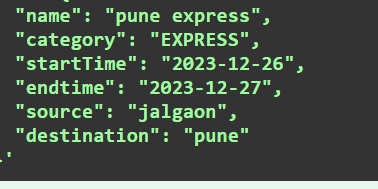 "name": "pune express",
"category": "EXPRESS",
"startTime": "2023-12-26",
"endtime": "2023-12-27",
"source": "jalgaon",
"destination": "pune"
'